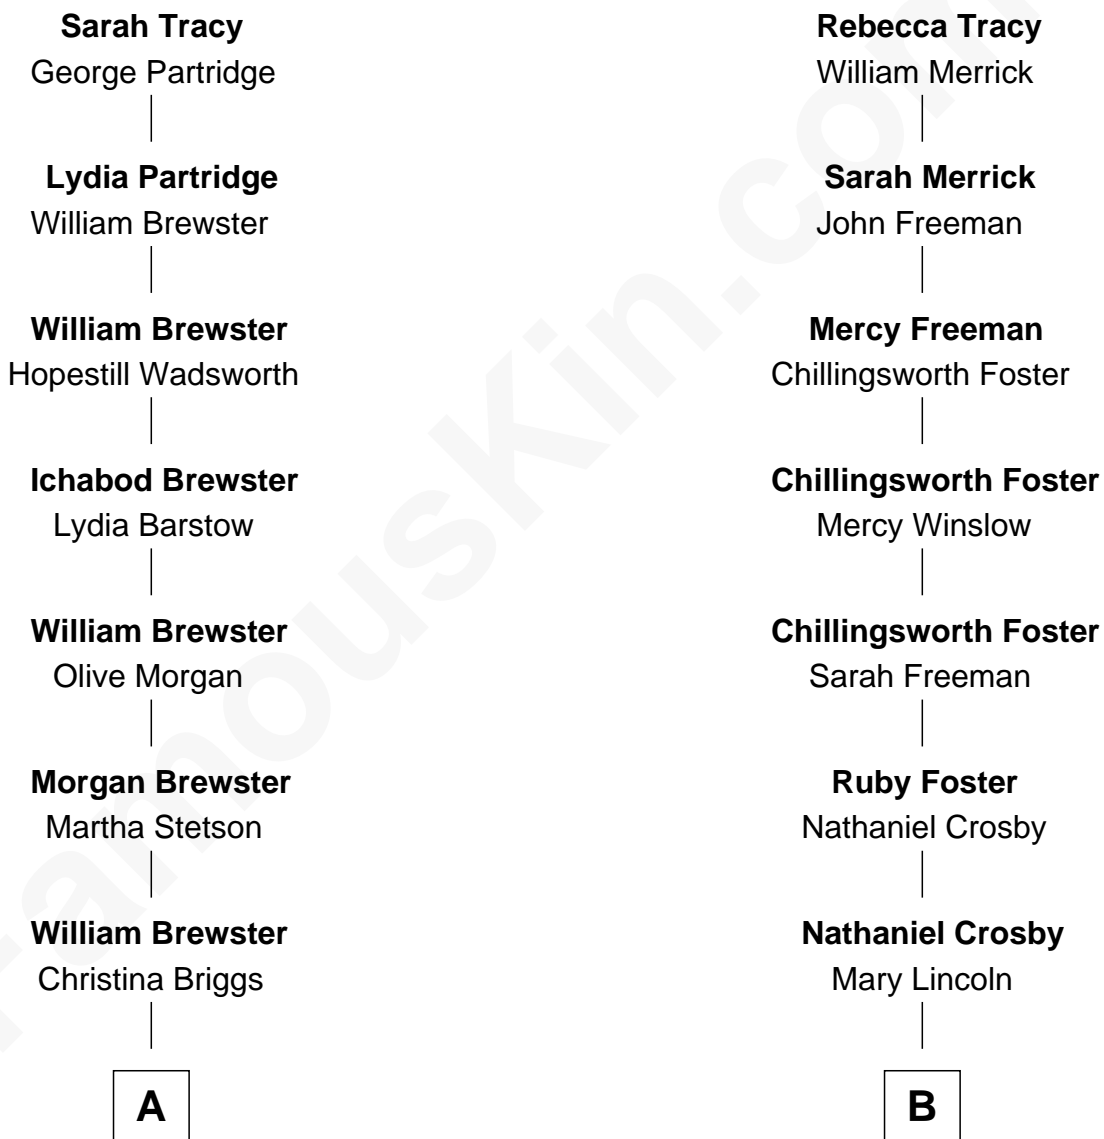 Sarah Tracy
George Partridge
Lydia Partridge
William Brewster
William Brewster
Hopestill Wadsworth
Ichabod Brewster
Lydia Barstow
William Brewster
Olive Morgan
Morgan Brewster
Martha Stetson
William Brewster
Christina Briggs
A
Rebecca Tracy
William Merrick
Sarah Merrick
John Freeman
Mercy Freeman
Chillingsworth Foster
Chillingsworth Foster
Mercy Winslow
Chillingsworth Foster
Sarah Freeman
Ruby Foster
Nathaniel Crosby
Nathaniel Crosby
Mary Lincoln
B
FamousKin.com